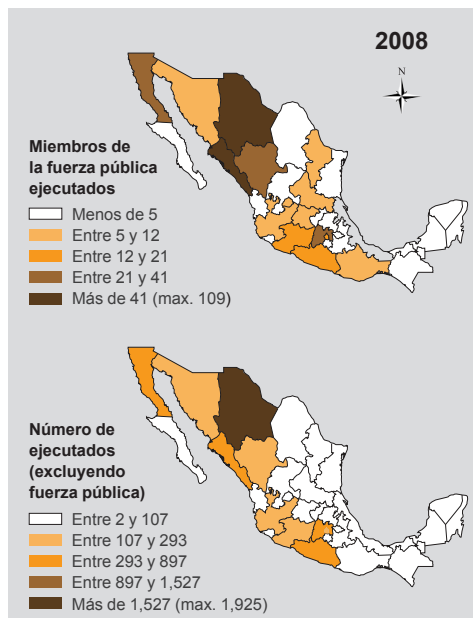 2008
N
Miembros de
la fuerza pública
ejecutados
Menos de 5
Entre 5 y 12
Entre 12 y 21
Entre 21 y 41
Más de 41 (max. 109)
Número de
ejecutados
(excluyendo
fuerza pública)
Entre 2 y 107
Entre 107 y 293
Entre 293 y 897
Entre 897 y 1,527
Más de 1,527 (max. 1,925)